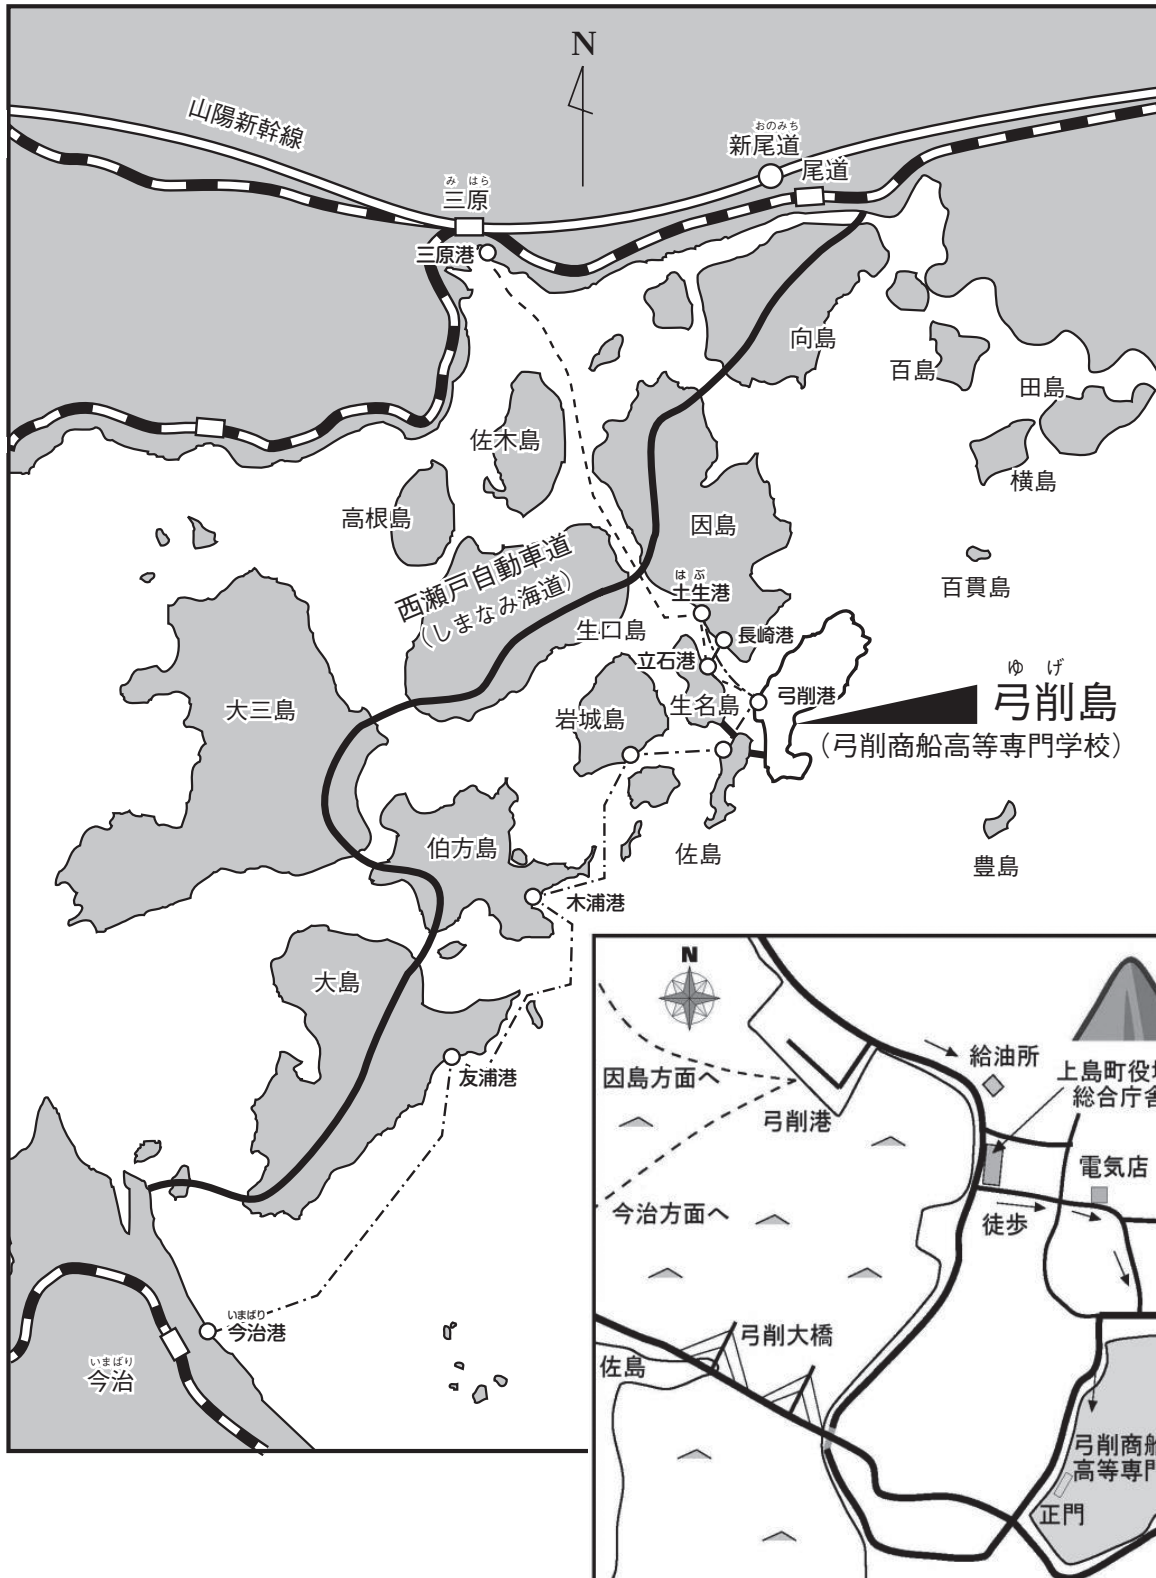 N
山陽新幹線
おのみち
新尾道
尾道
み はら
三原
三原港
向島
百島
田島
佐木島
横島
高根島
因島
西瀬戸自動車道
（しまなみ海道）
百貫島
はぶ
土生港
生口島
長崎港
立石港
ゆ げ
弓削島
（弓削商船高等専門学校）
弓削港
生名島
大三島
岩城島
伯方島
佐島
豊島
木浦港
大島
友浦港
いまばり
今治港
いまばり
今治
N
給油所
因島方面へ
上島町役
総合庁
弓削港
電気店
今治方面へ
徒歩
弓削大橋
佐島
弓削商
高等専
正門